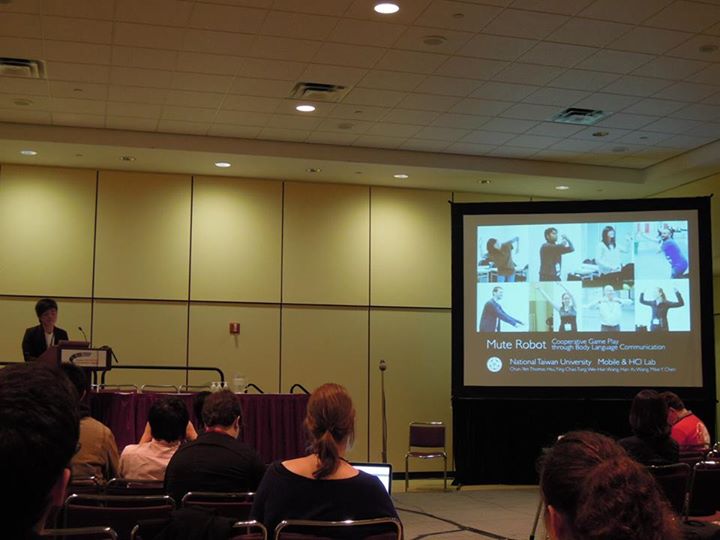 Mute Robot
Cooperative Game Play
through Body Language Communication
National Taiwan University Mobile & HCI Lab